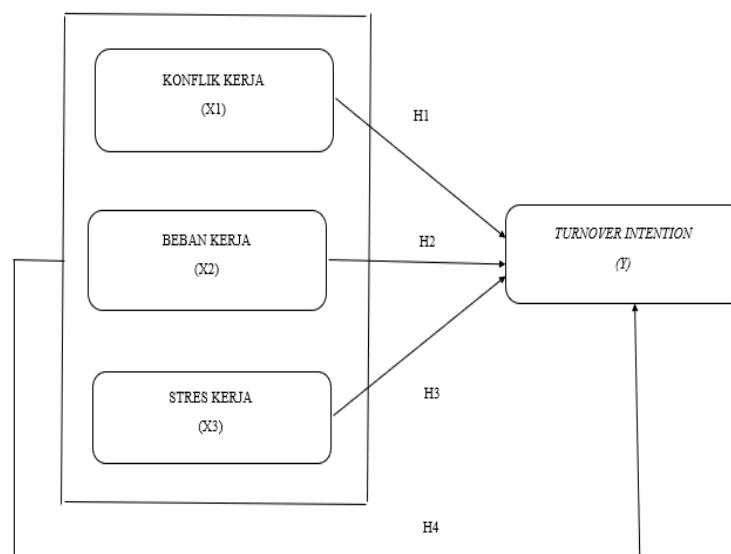 KONFLIK KERJA
(X1)
H1
BEBAN KERJA
(X2)
H2
TURNOVER INTENTION
(Y)
STRES KERJA
(X3)
H3
H4